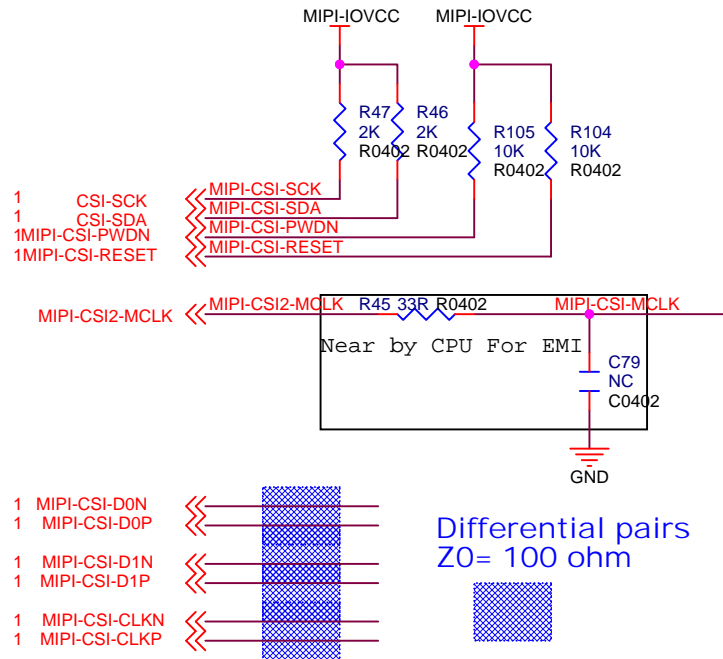 MIPI-IOVCC MIPI-IOVCC
R47 R46
2K 2K R105 R104
R0402 R0402 10K 10K
R0402 R0402
1 CSI-SCK MIPI-CSI-SCK
1 CSI-SDA MIPI-CSI-SDA
1MIPI-CSI-PWDN MIPI-CSI-PWDN
1MIPI-CSI-RESET MIPI-CSI-RESET
MIPI-CSI2-MCLK MIPI-CSI2-MCLK R45 33R R0402 MIPI-CSI-MCLK
Near by CPU For EMI
C79
NC
C0402
GND
1 MIPI-CSI-D0N
1 MIPI-CSI-D0P
1 MIPI-CSI-D1N
1 MIPI-CSI-D1P
1 MIPI-CSI-CLKN
1 MIPI-CSI-CLKP
Differential pairs
Z0= 100 ohm